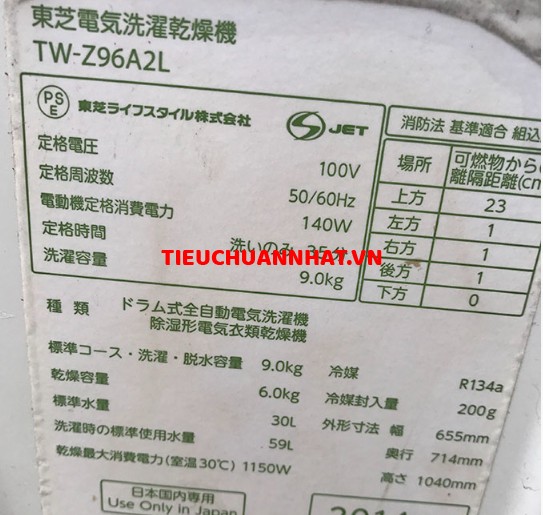 東芝電気洗濯乾燥機
TW-Z96A2L
PS E 東芝ライフスタイル株式会社 S JET
定格電圧 100V
定格周波数 50/60Hz
電動機定格消費電力 140W
定格時間 洗いのみ 35分
洗濯容量 9.0kg
消防法 基準適合 組込
場所 可燃物からの離隔距離(cm
上方 23
左方 1
右方 1
後方 1
下方 0
TIEUCHUANNHAT.VN
種類 ドラム式全自動電気洗濯機
除湿形電気衣類乾燥機
標準コース・洗濯・脱水容量 9.0kg
乾燥容量 6.0kg
標準水量 30L
洗濯時の標準使用水量 59L
乾燥最大消費電力(室温30℃) 1150W
冷媒 R134a
冷媒封入量 200g
外形寸法 幅 655mm
奥行 714mm
高さ 1040mm
日本国内専用
Use Only in Japan